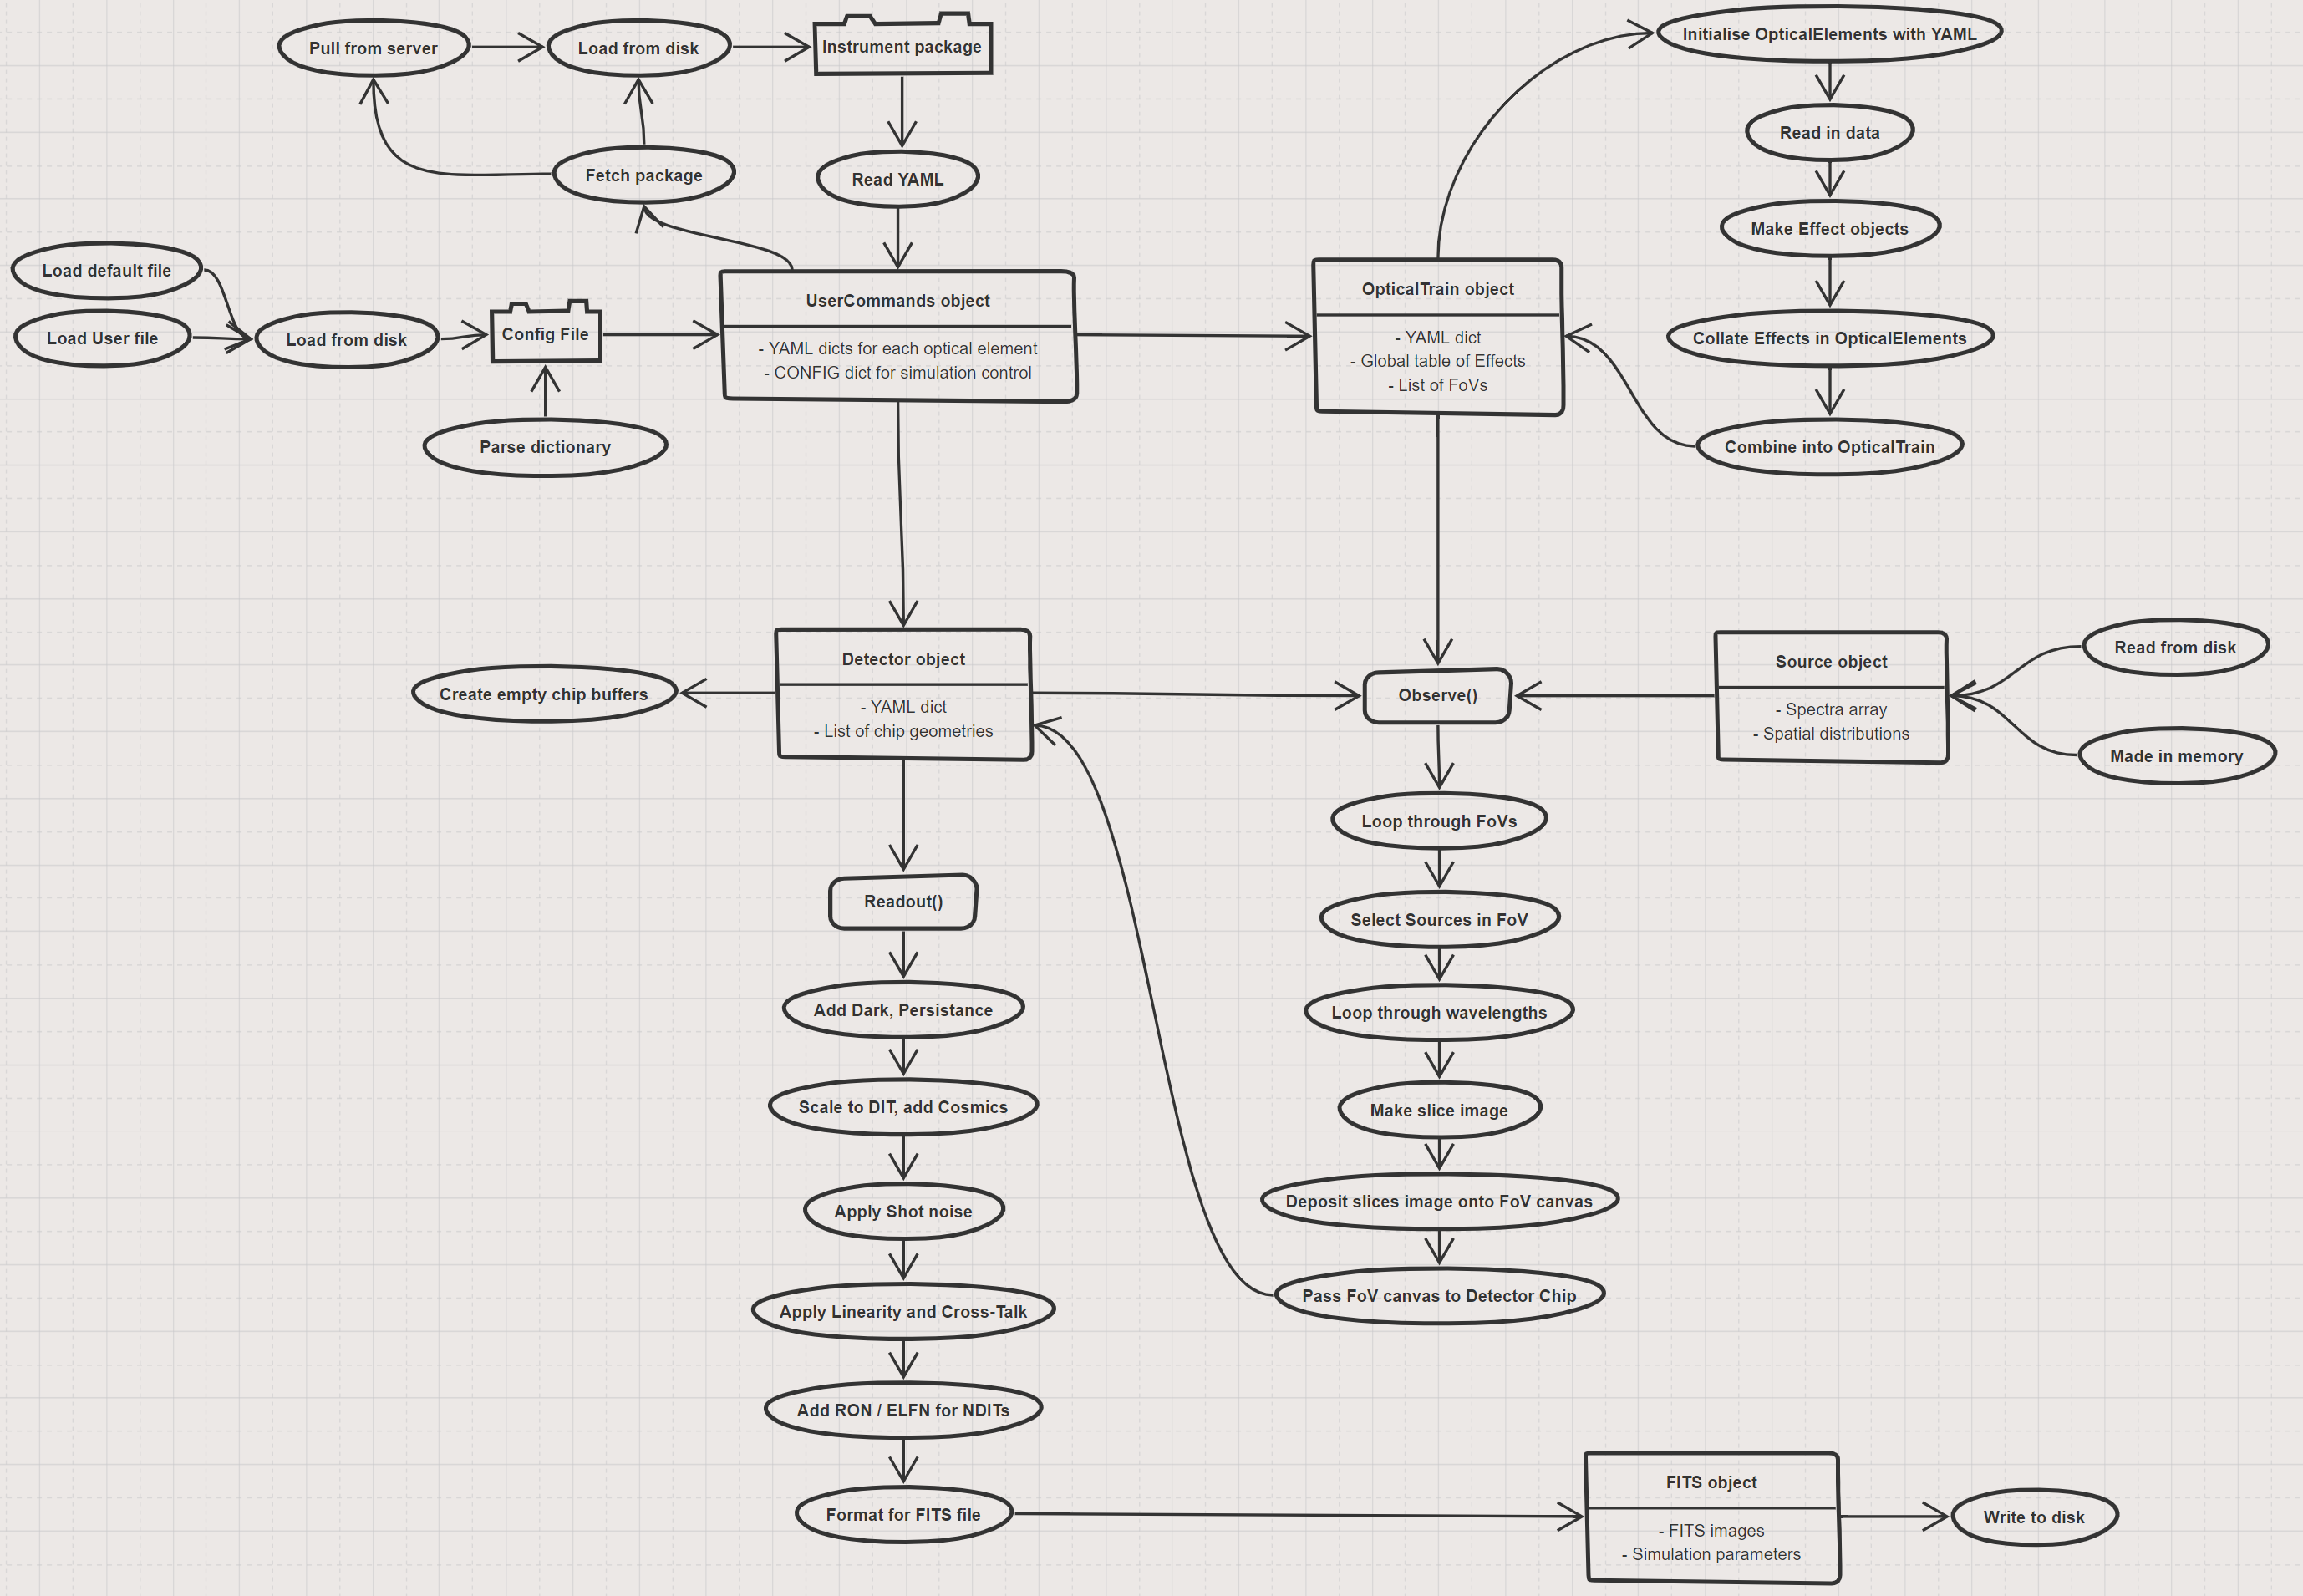 Pull from server
Load from disk
Instrument package
Initialise OpticalElements with YAML
Read in data
Fetch package
Read YAML
Make Effect objects
Load default file
Load User file
Load from disk
Config File
Parse dictionary
UserCommands object
- YAML dicts for each optical element
- CONFIG dict for simulation control
OpticalTrain object
- YAML dict
- Global table of Effects
- List of FoVs
Collate Effects in OpticalElements
Combine into OpticalTrain
Create empty chip buffers
Detector object
- YAML dict
- List of chip geometries
Observe()
Source object
- Spectra array
- Spatial distributions
Read from disk
Made in memory
Loop through FoVs
Select Sources in FoV
Loop through wavelengths
Make slice image
Deposit slices image onto FoV canvas
Pass FoV canvas to Detector Chip
Readout()
Add Dark, Persistance
Scale to DIT, add Cosmics
Apply Shot noise
Apply Linearity and Cross-Talk
Add RON / ELFN for NDITs
Format for FITS file
FITS object
- FITS images
- Simulation parameters
Write to disk